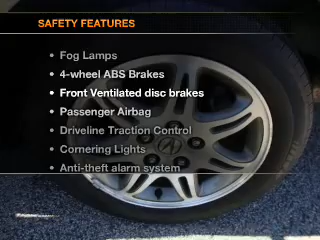 SAFETY FEATURES
• Fog Lamps
• 4-wheel ABS Brakes
• Front Ventilated disc brakes
• Passenger Airbag
• Driveline Traction Control
• Cornering Lights
• Anti-theft alarm system